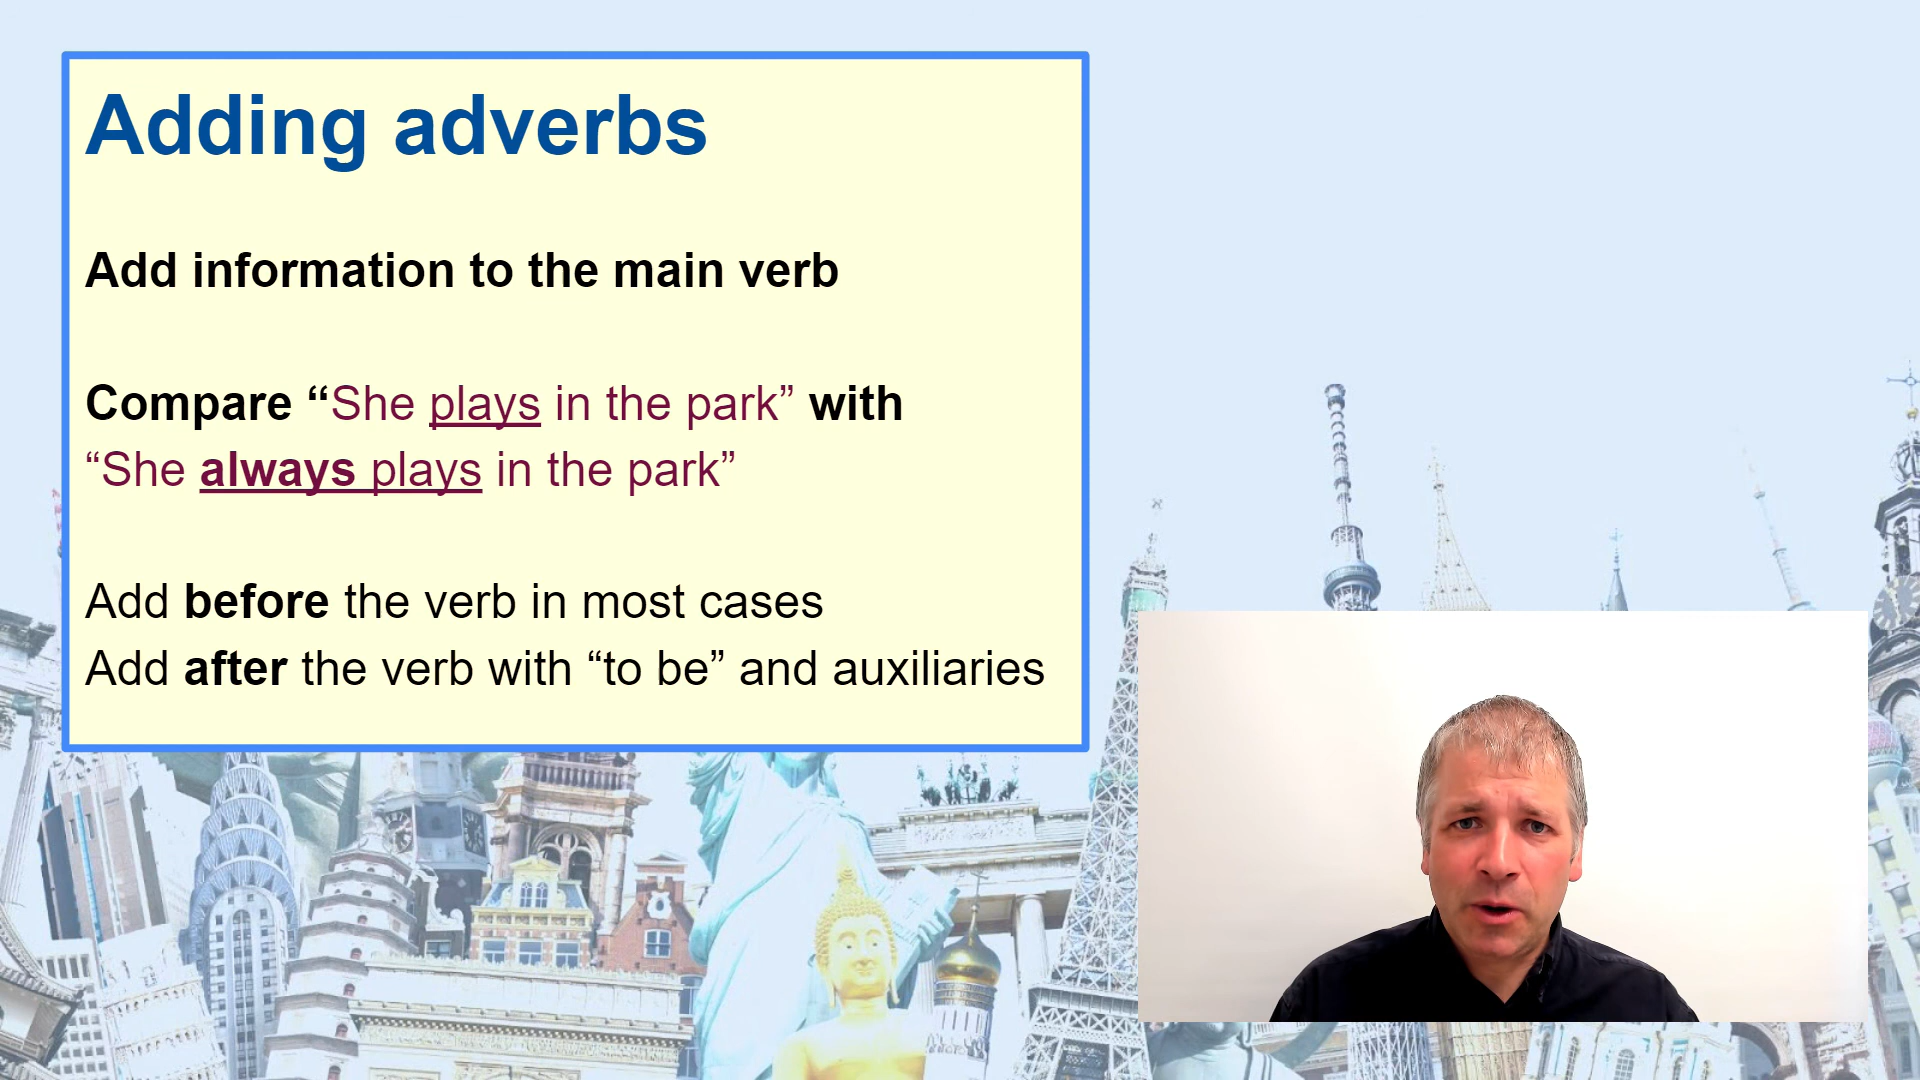 Adding adverbs
Add information to the main verb
Compare “She plays in the park” with
“She always plays in the park”
Add before the verb in most cases
Add after the verb with “to be” and auxiliaries